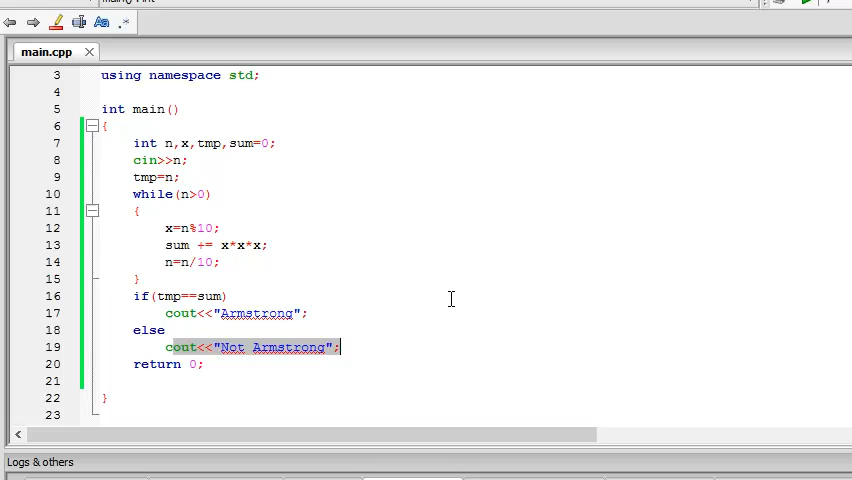 main.cpp
3 using namespace std;
4
5 int main()
6 {
7 int n,x,tmp,sum=0;
8 cin>>n;
9 tmp=n;
10 while(n>0)
11 {
12 x=n%10;
13 sum += x*x*x;
14 n=n/10;
15 }
16 if(tmp==sum)
17 cout<<"Armstrong";
18 else
19 cout<<"Not Armstrong";
20 return 0;
21
22 }
23
Logs & others